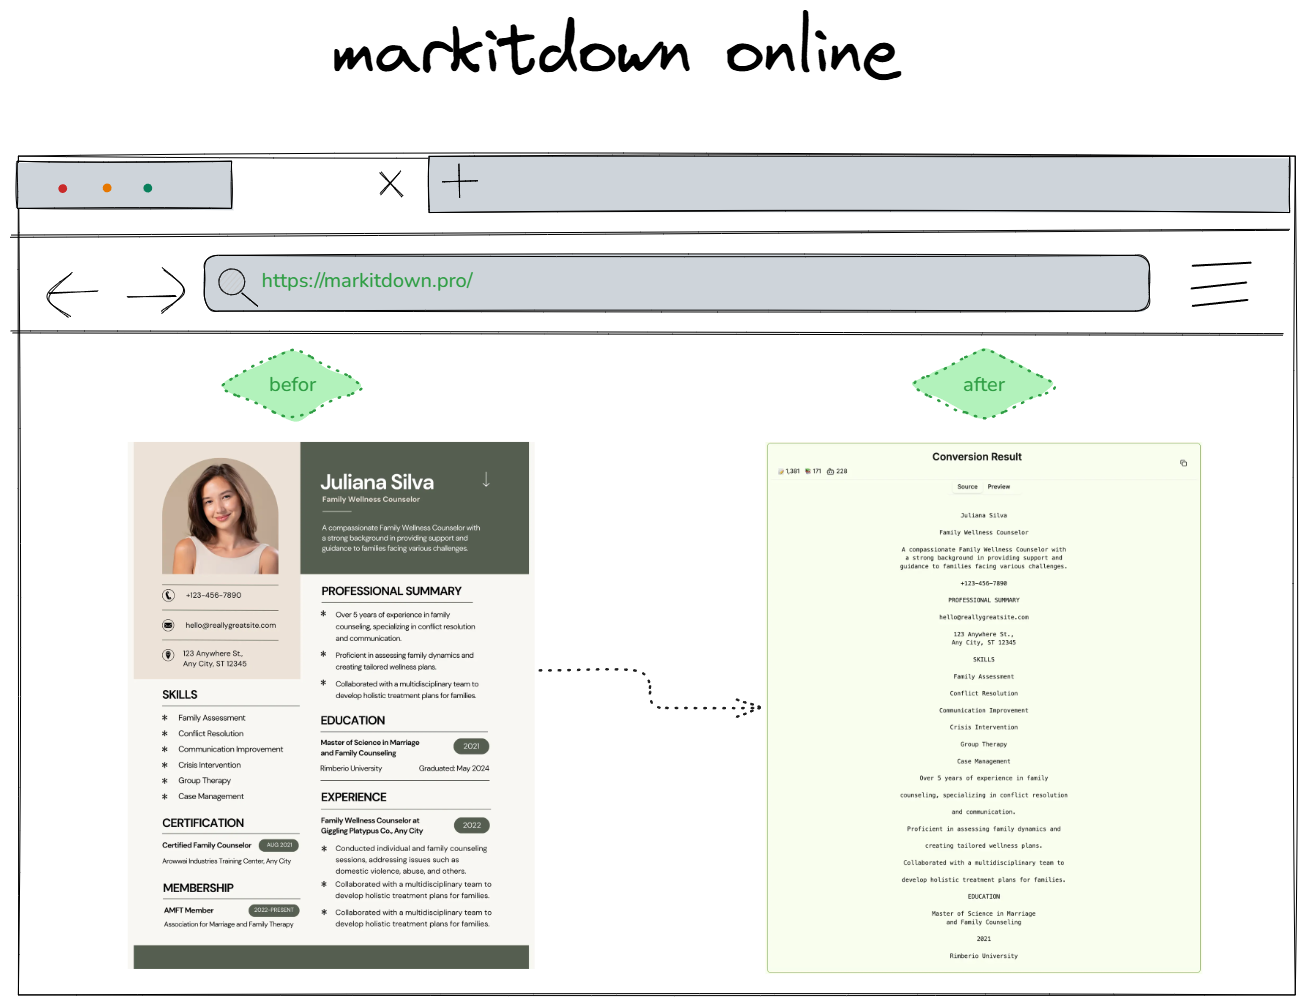 markitdown online
https://markitdown.pro/
befor
after
Juliana Silva
Family Wellness Counselor
A compassionate Family Wellness Counselor with
a strong background in providing support and
guidance to families facing various challenges.
+123-456-7890
hello@reallygreatsite.com
123 Anywhere St.,
Any City, ST 12345
SKILLS
Family Assessment
Conflict Resolution
Communication Improvement
Crisis Intervention
Group Therapy
Case Management
CERTIFICATION
Certified Family Counselor AUG 2021
Arowwai Industries Training Center, Any City
MEMBERSHIP
AMFT Member 2022-PRESENT
Association for Marriage and Family Therapy
PROFESSIONAL SUMMARY
Over 5 years of experience in family
counseling, specializing in conflict resolution
and communication.
Proficient in assessing family dynamics and
creating tailored wellness plans.
Collaborated with a multidisciplinary team to
develop holistic treatment plans for families.
EDUCATION
Master of Science in Marriage
and Family Counseling
2021
Rimberio University Graduated: May 2024
EXPERIENCE
Family Wellness Counselor at
Giggling Platypus Co., Any City
2022
Conducted individual and family counseling
sessions, addressing issues such as
domestic violence, abuse, and others.
Collaborated with a multidisciplinary team to
develop holistic treatment plans for families.
Collaborated with a multidisciplinary team to
develop holistic treatment plans for families.
Conversion Result
1,381 171 228
Source Preview
Juliana Silva
Family Wellness Counselor
A compassionate Family Wellness Counselor with
a strong background in providing support and
guidance to families facing various challenges.
+123-456-7890
PROFESSIONAL SUMMARY
hello@reallygreatsite.com
123 Anywhere St.,
Any City, ST 12345
SKILLS
Family Assessment
Conflict Resolution
Communication Improvement
Crisis Intervention
Group Therapy
Case Management
Over 5 years of experience in family
counseling, specializing in conflict resolution
and communication.
Proficient in assessing family dynamics and
creating tailored wellness plans.
Collaborated with a multidisciplinary team to
develop holistic treatment plans for families.
EDUCATION
Master of Science in Marriage
and Family Counseling
2021
Rimberio University